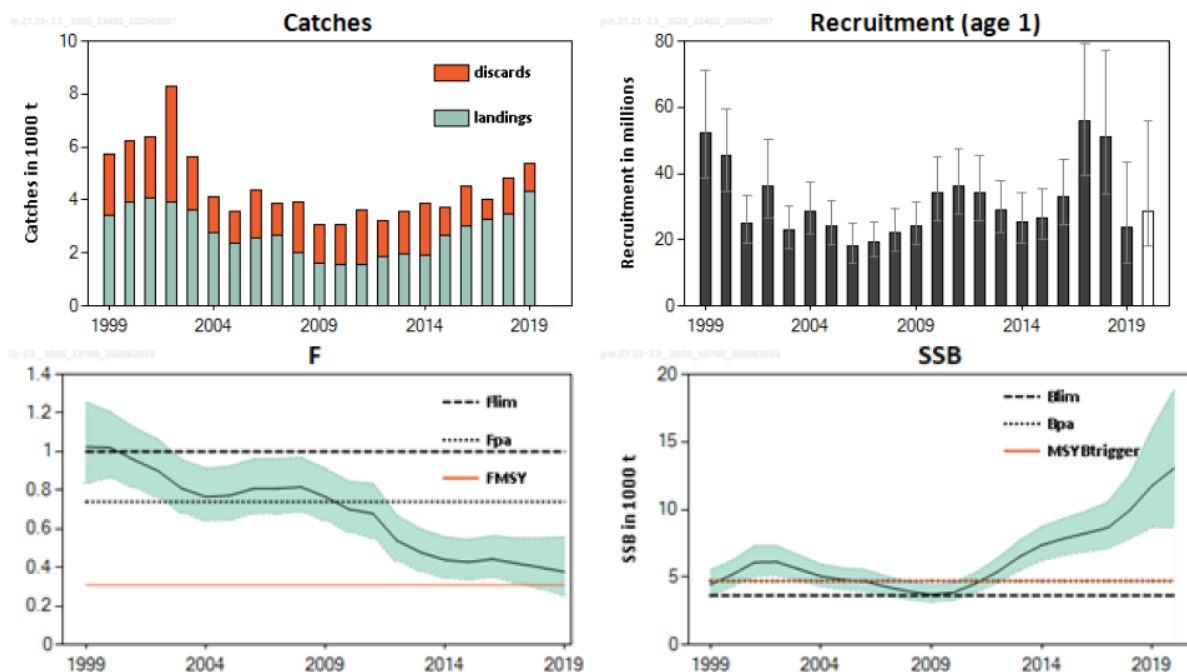 Catches
10
8
6
4
2
0
Catches in 1000 t
discards
landings
1999 2004 2009 2014 2019
Recruitment (age 1)
80
60
40
20
0
Recruitment in millions
1999 2004 2009 2014 2019
F
1.4
1.2
1
0.8
0.6
0.4
0.2
0
Flim
Fpa
FMSY
1999 2004 2009 2014 2019
SSB
20
15
10
5
0
SSB in 1000 t
Blim
Bpa
MSYBtrigger
1999 2004 2009 2014 2019